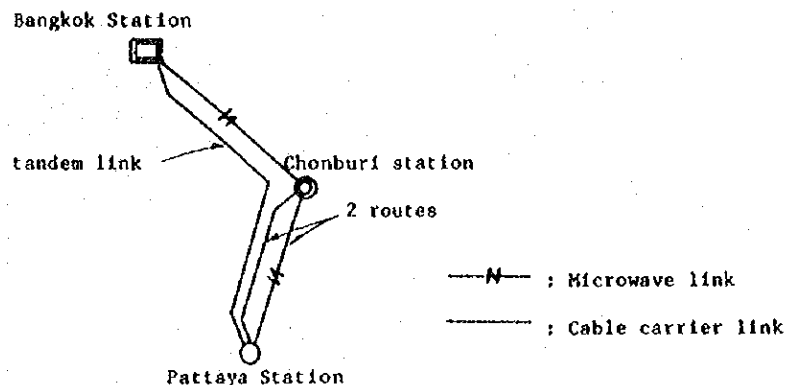 Bangkok Station
tandem link
Chonburi station
2 routes
N : Microwave link
: Cable carrier link
Pattaya Station